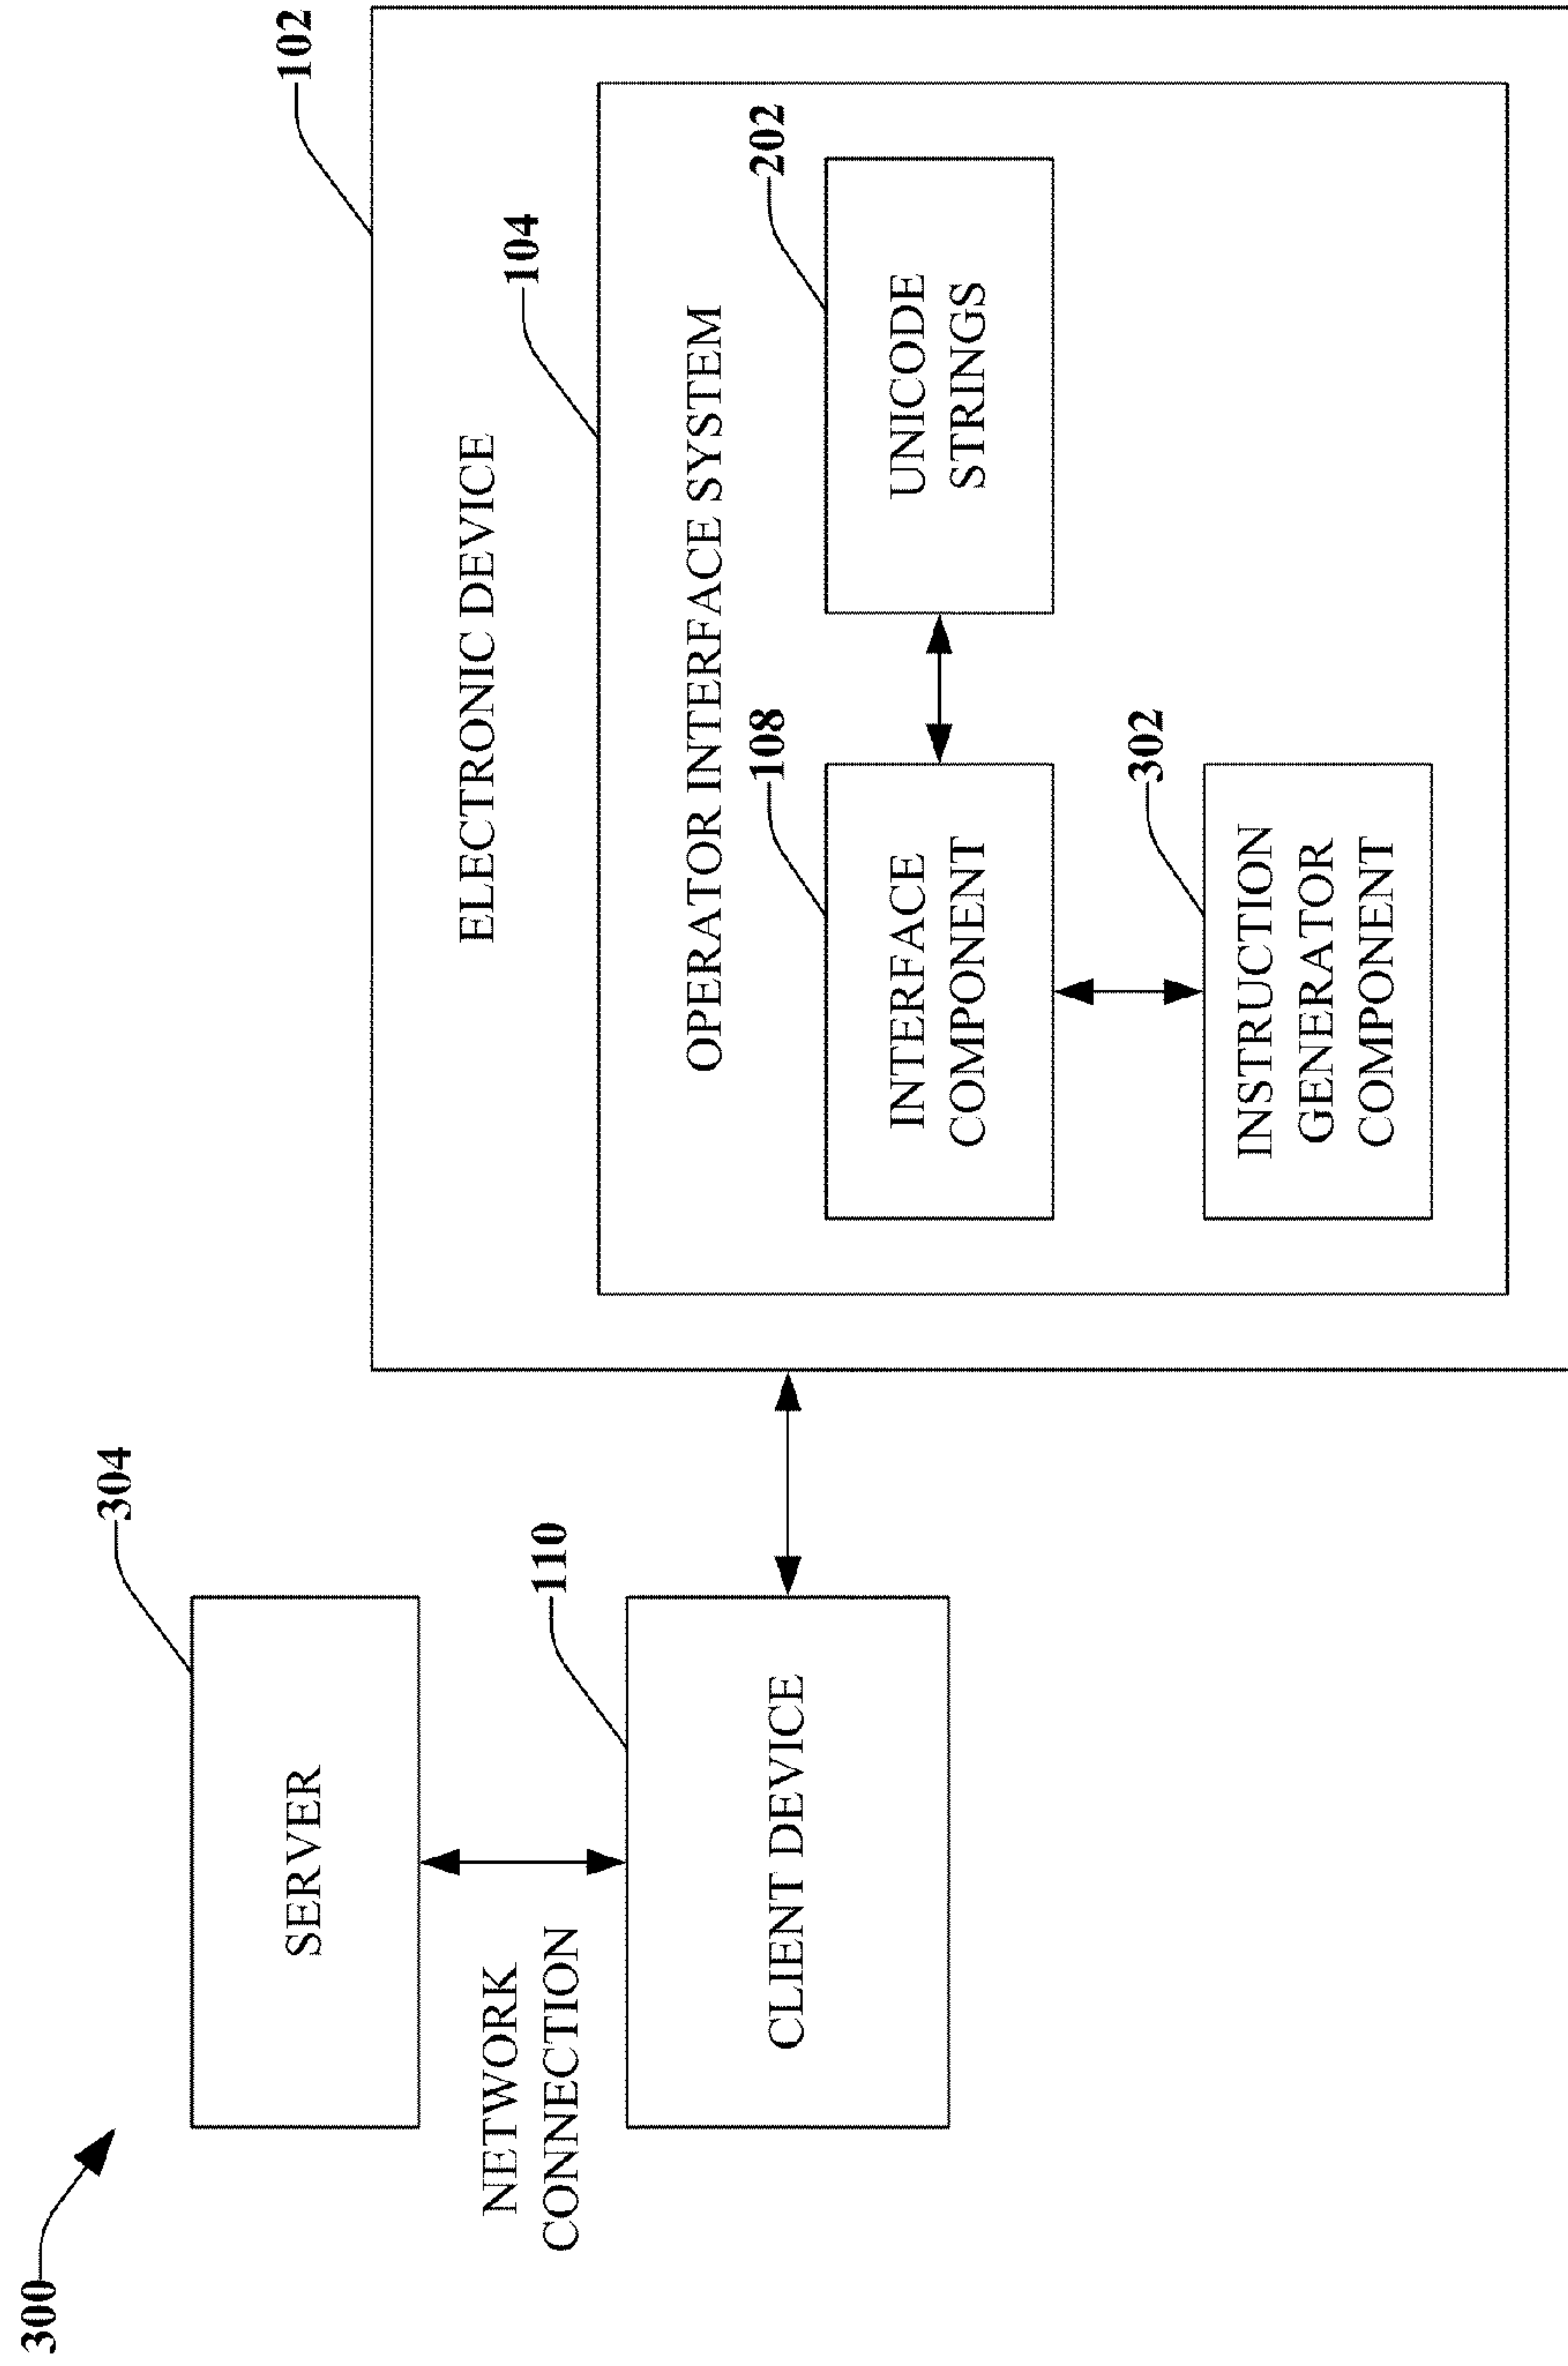 300
304
SERVER
NETWORK
CONNECTION
110
CLIENT DEVICE
102
ELECTRONIC DEVICE
104
OPERATOR INTERFACE SYSTEM
108
INTERFACE
COMPONENT
202
UNICODE
STRINGS
302
INSTRUCTION
GENERATOR
COMPONENT